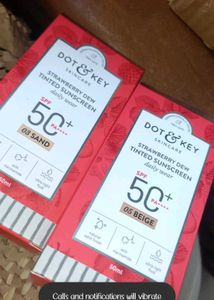 DOT & KEY
SKINCARE
STRAWBERRY DEW
TINTED SUNSCREEN
daily wear
SPF
50+
PA++++
03 SAND
50ml
DOT & KEY
SKINCARE
STRAWBERRY DEW
TINTED SUNSCREEN
daily wear
SPF
50+
PA++++
05 BEIGE
50ml
Calls and notifications will vibrate